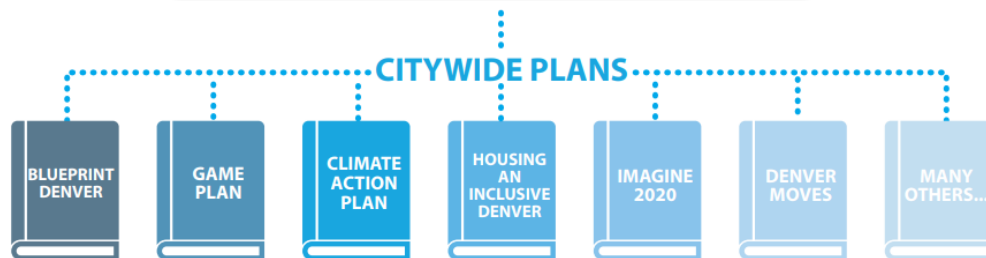 CITYWIDE PLANS
BLUEPRINT
DENVER
GAME
PLAN
CLIMATE
ACTION
PLAN
HOUSING
AN
INCLUSIVE
DENVER
IMAGINE
2020
DENVER
MOVES
MANY
OTHERS...